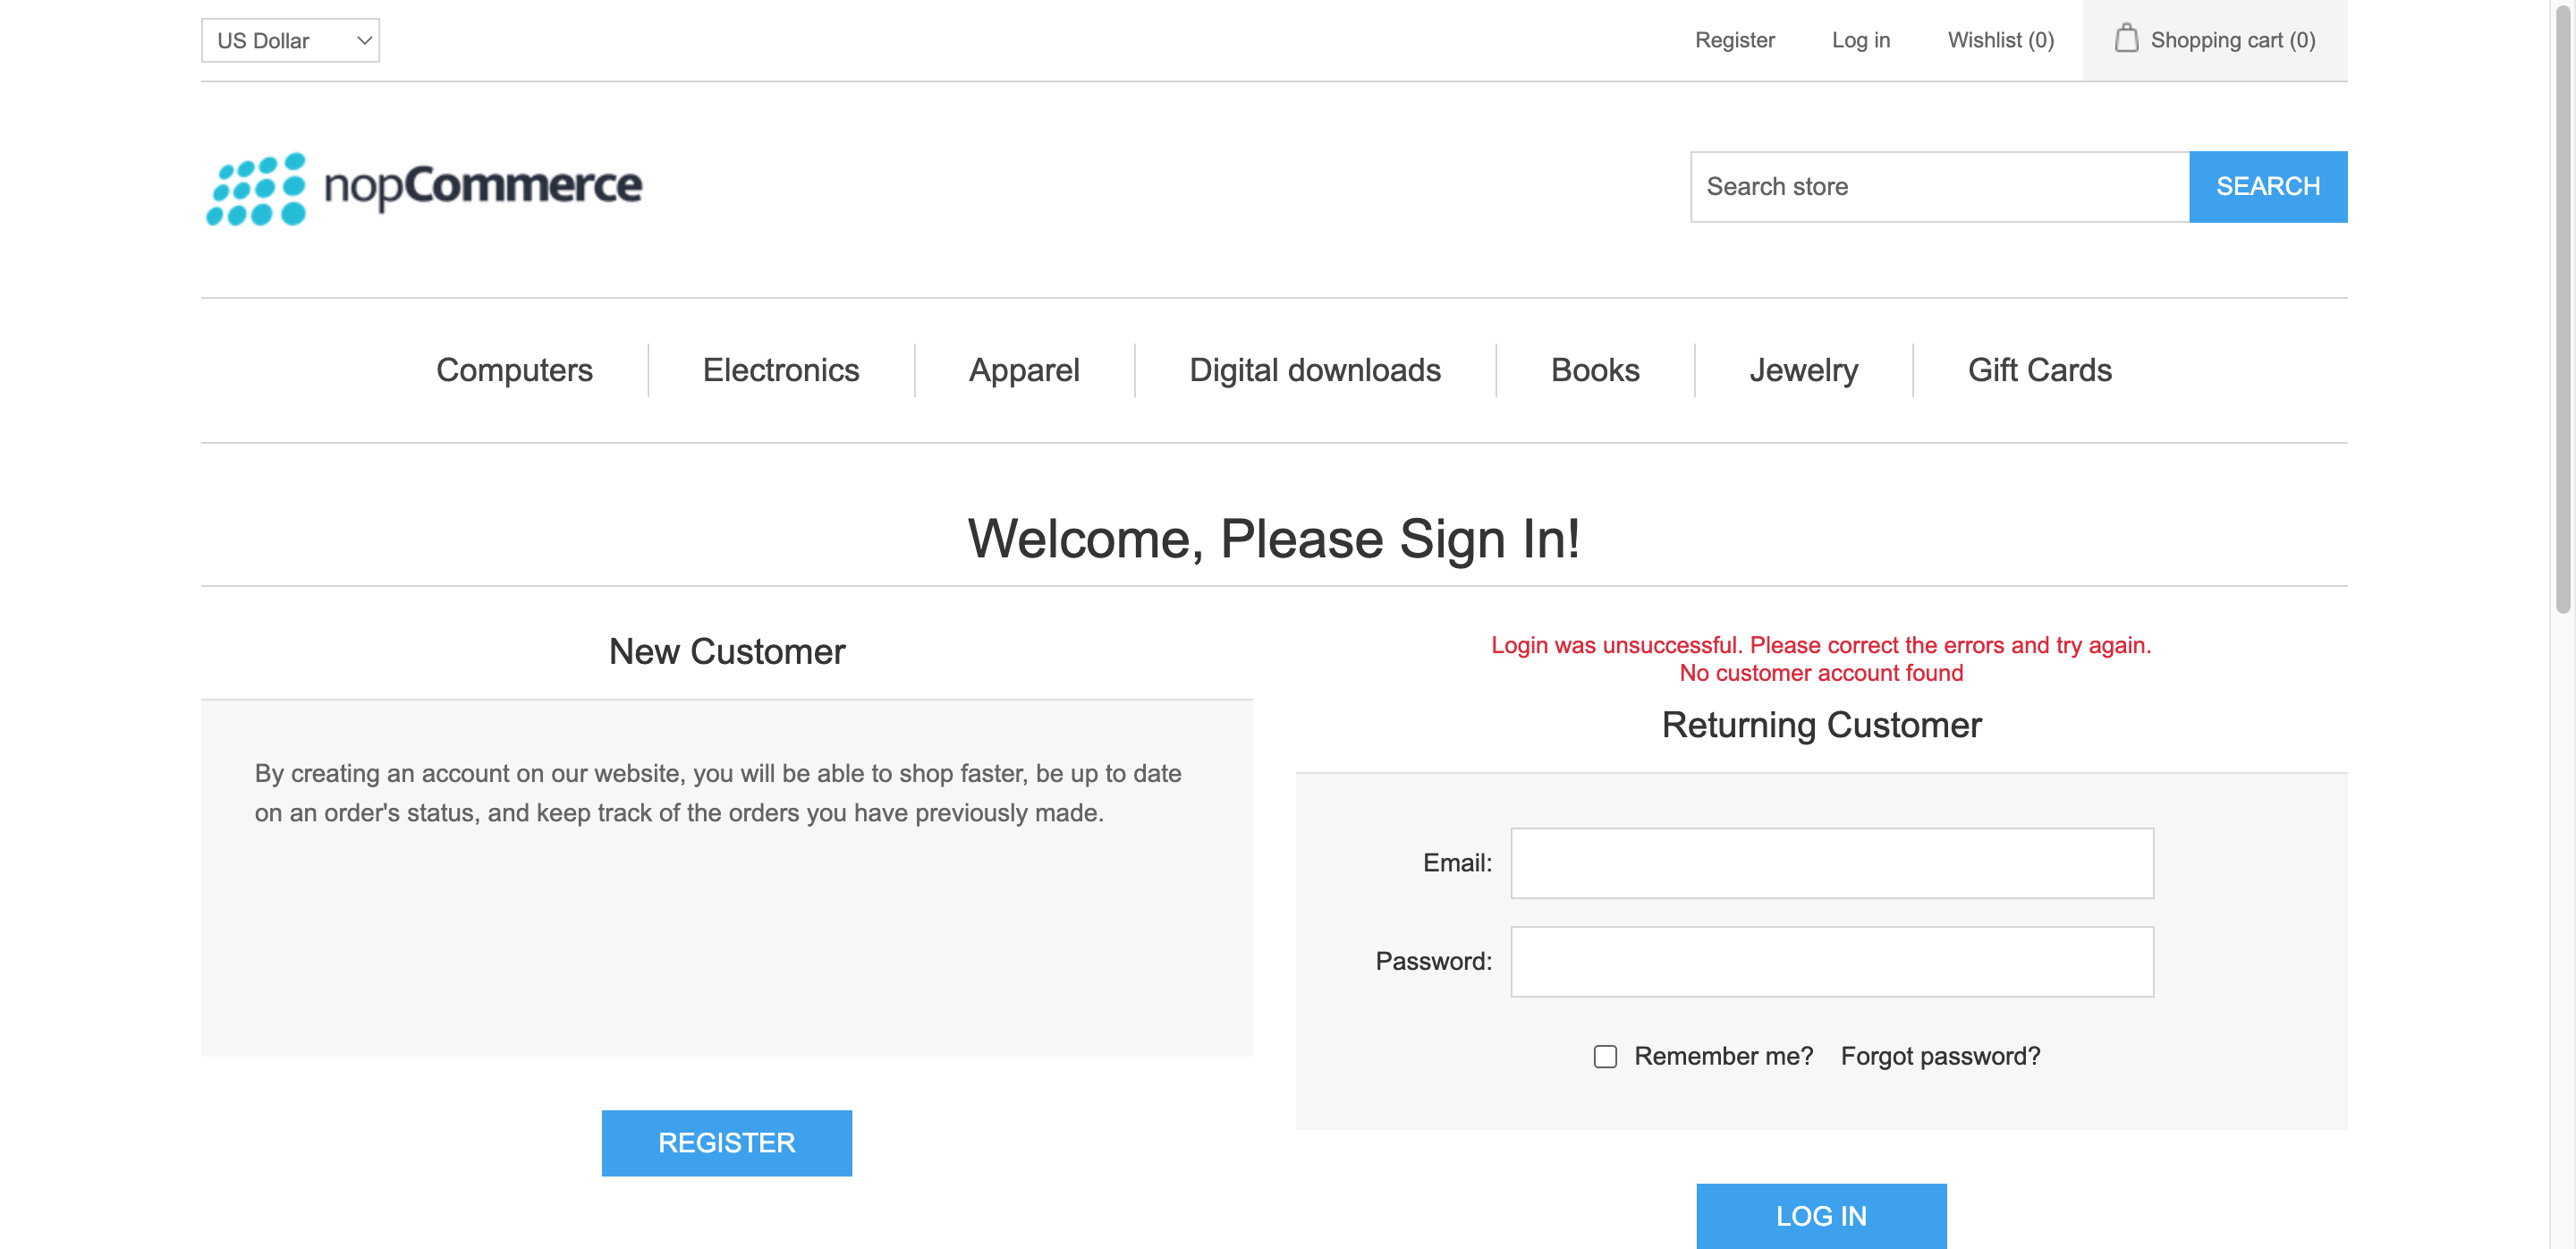 US Dollar
Register
Log in
Wishlist (0)
Shopping cart (0)
nopCommerce
Search store
SEARCH
Computers
Electronics
Apparel
Digital downloads
Books
Jewelry
Gift Cards
Welcome, Please Sign In!
New Customer
By creating an account on our website, you will be able to shop faster, be up to date
on an order's status, and keep track of the orders you have previously made.
REGISTER
Login was unsuccessful. Please correct the errors and try again.
No customer account found
Returning Customer
Email:
Password:
Remember me?
Forgot password?
LOG IN